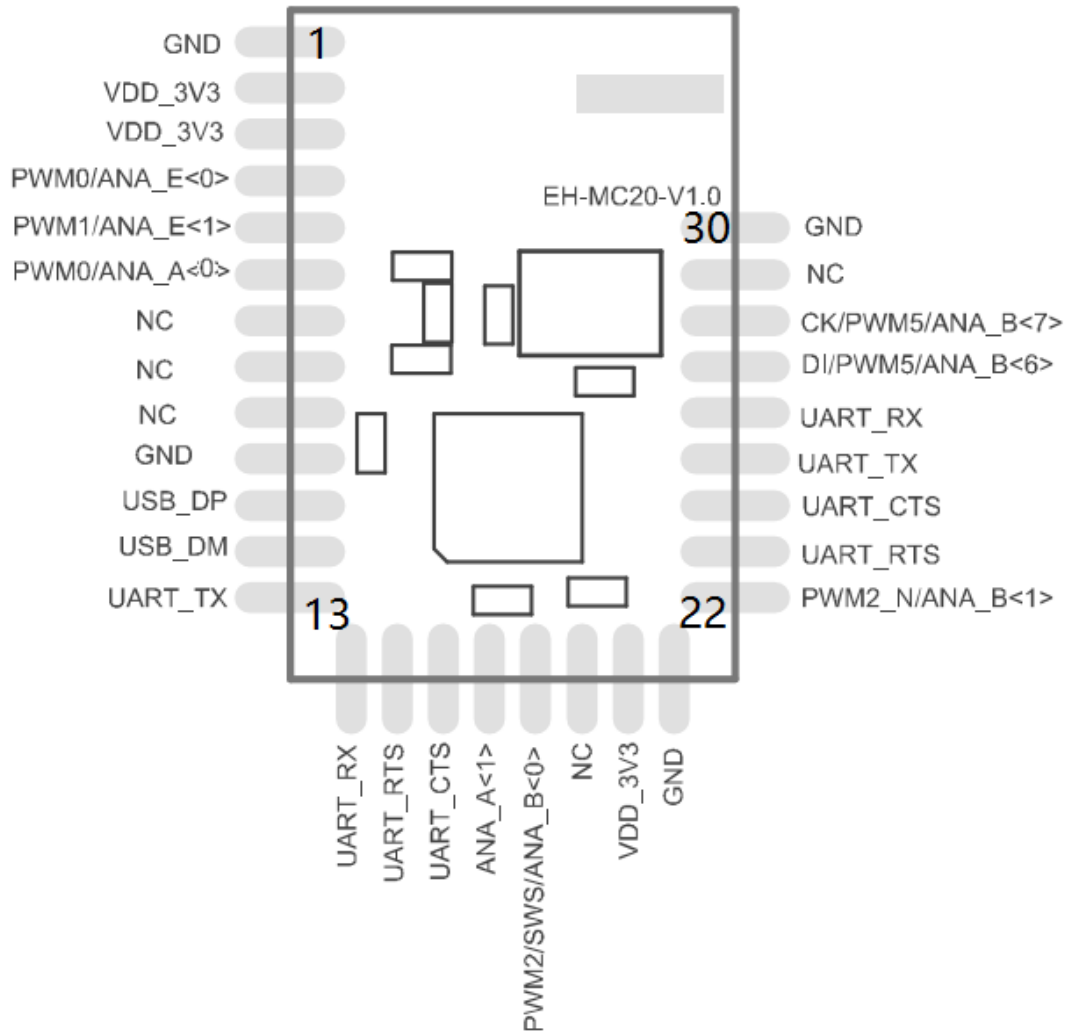 GND
1
VDD_3V3
VDD_3V3
PWM0/ANA_E<0>
PWM1/ANA_E<1>
PWM0/ANA_A<0>
NC
NC
NC
GND
USB_DP
USB_DM
UART_TX
13
UART_RX
UART_RTS
UART_CTS
ANA_A<1>
PWM2/SWS/ANA_B<0>
NC
VDD_3V3
GND
EH-MC20-V1.0
30
GND
NC
CK/PWM5/ANA_B<7>
DI/PWM5/ANA_B<6>
UART_RX
UART_TX
UART_CTS
UART_RTS
22
PWM2_N/ANA_B<1>